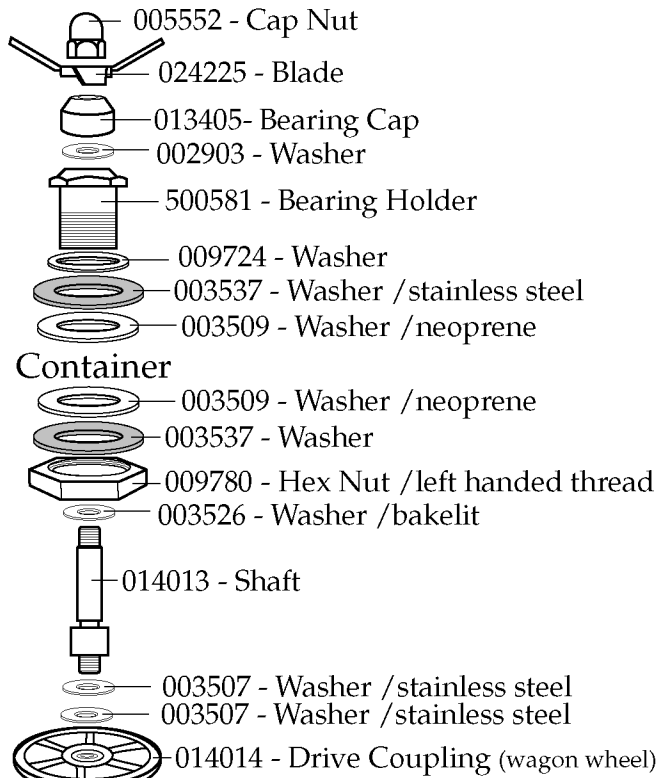 005552 - Cap Nut
024225 - Blade
013405- Bearing Cap
002903 - Washer
500581 - Bearing Holder
009724 - Washer
003537 - Washer /stainless steel
003509 - Washer /neoprene
Container
003509 - Washer /neoprene
003537 - Washer
009780 - Hex Nut /left handed thread
003526 - Washer /bakelit
014013 - Shaft
003507 - Washer /stainless steel
003507 - Washer /stainless steel
014014 - Drive Coupling (wagon wheel)